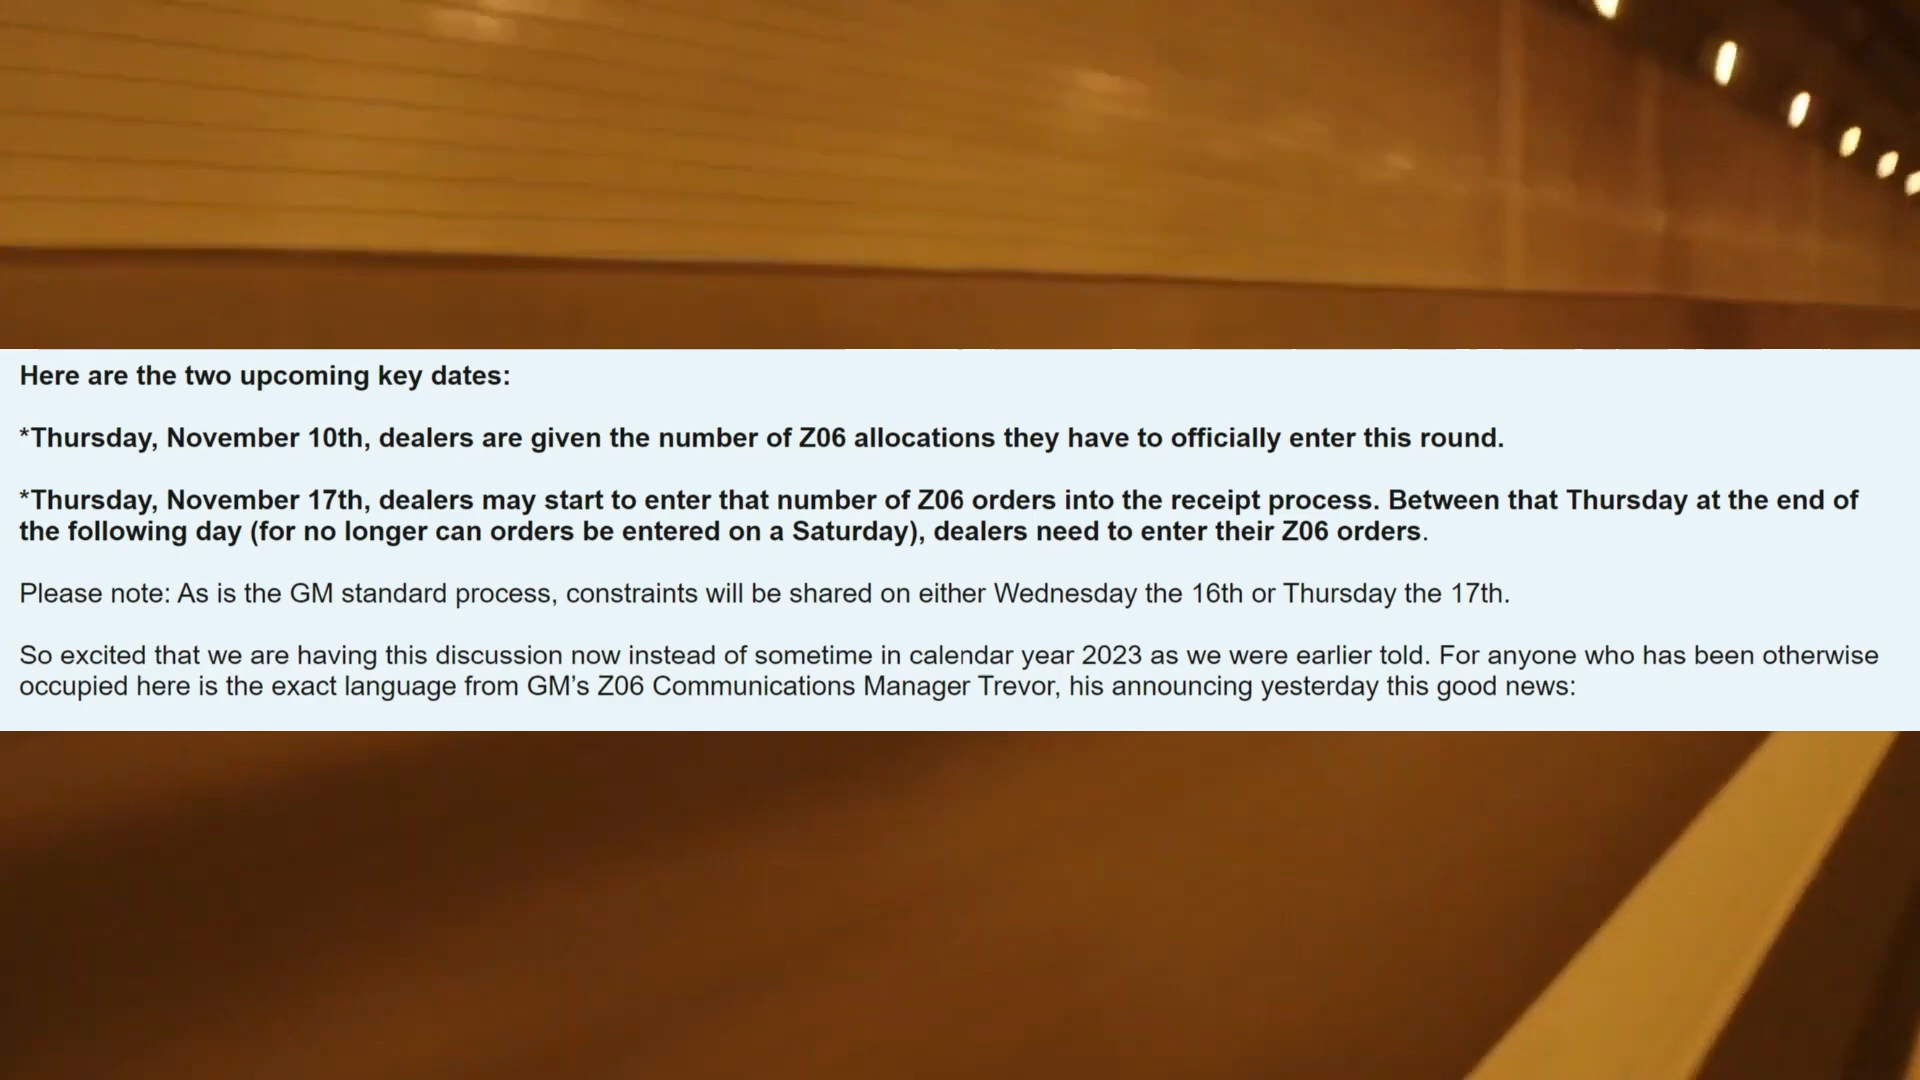 Here are the two upcoming key dates:
*Thursday, November 10th, dealers are given the number of Z06 allocations they have to officially enter this round.
*Thursday, November 17th, dealers may start to enter that number of Z06 orders into the receipt process. Between that Thursday at the end of
the following day (for no longer can orders be entered on a Saturday), dealers need to enter their Z06 orders.
Please note: As is the GM standard process, constraints will be shared on either Wednesday the 16th or Thursday the 17th.
So excited that we are having this discussion now instead of sometime in calendar year 2023 as we were earlier told. For anyone who has been otherwise
occupied here is the exact language from GM’s Z06 Communications Manager Trevor, his announcing yesterday this good news: